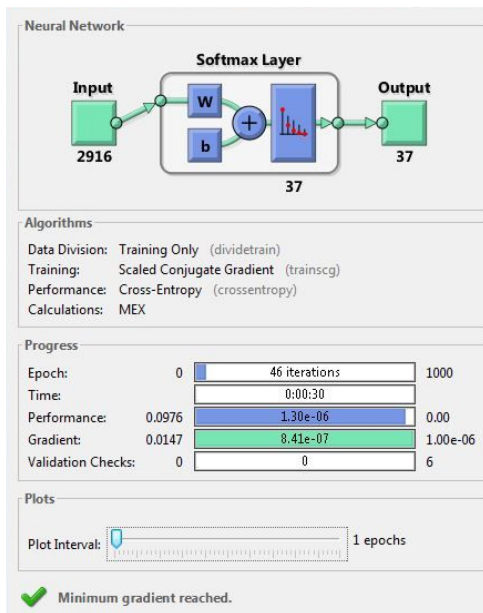 Neural Network
Softmax Layer
Input
Output
W
b
+
2916
37
37
Algorithms
Data Division: Training Only (dividetrain)
Training: Scaled Conjugate Gradient (trainscg)
Performance: Cross-Entropy (crossentropy)
Calculations: MEX
Progress
Epoch: 0 46 iterations 1000
Time: 0:00:30
Performance: 0.0976 1.30e-06 0.00
Gradient: 0.0147 8.41e-07 1.00e-06
Validation Checks: 0 0 6
Plots
Plot Interval: 1 epochs
Minimum gradient reached.